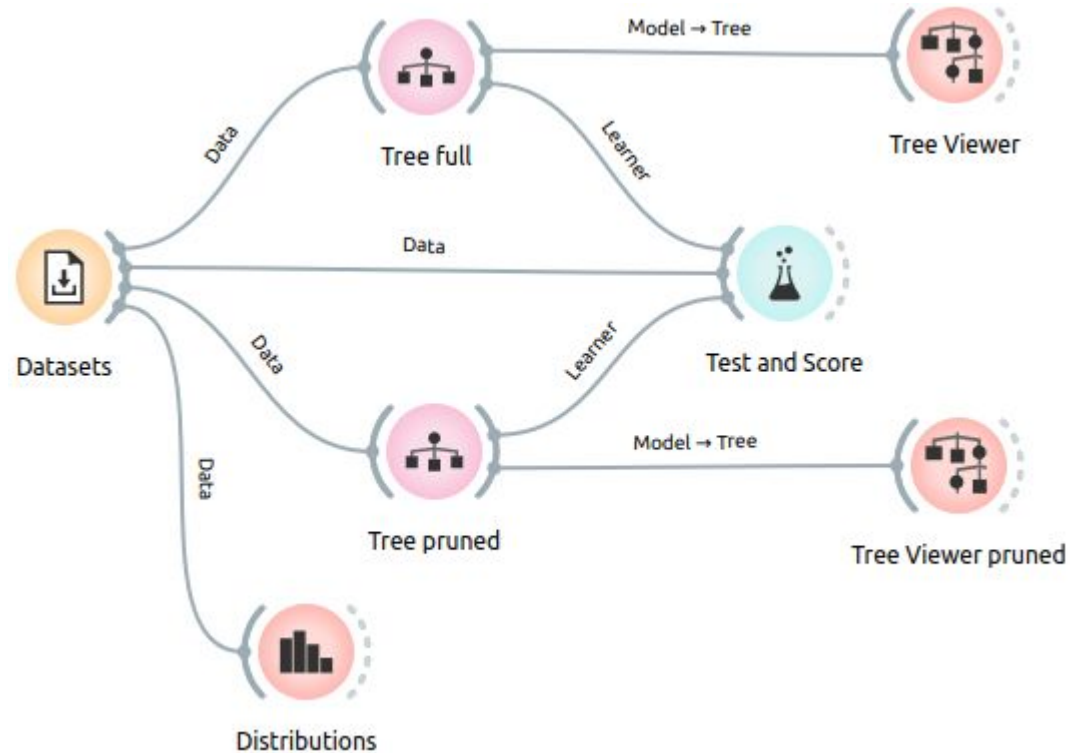 Model → Tree
Tree full
Tree Viewer
Data
Learner
Data
Datasets
Test and Score
Data
Learner
Data
Model → Tree
Tree pruned
Tree Viewer pruned
Distributions